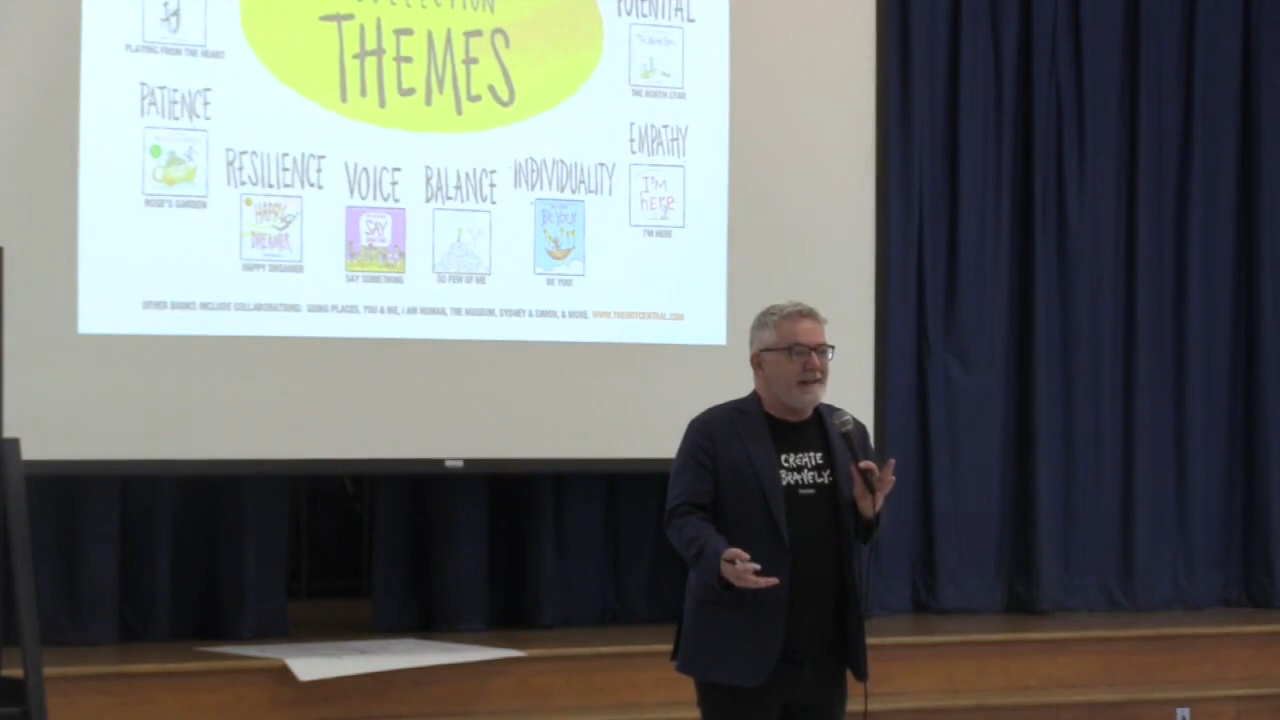 COLLECTION
THEMES
PLAYING FROM THE HEART
PATIENCE
ROSE'S GARDEN
RESILIENCE
HAPPY
DREAMER
HAPPY DREAMER
VOICE
SAY
SAY SOMETHING
BALANCE
SO FEW OF ME
INDIVIDUALITY
BE YOU!
BE YOU!
POTENTIAL
THE NORTH STAR
EMPATHY
I'm
here
I'M HERE
OTHER BOOKS INCLUDE COLLABORATIONS: GOING PLACES, YOU & ME, I AM HUMAN, THE MUSEUM, SYDNEY & SIMON, & MORE. WWW.THEDOTCENTRAL.COM
CREATE
BRAVELY.